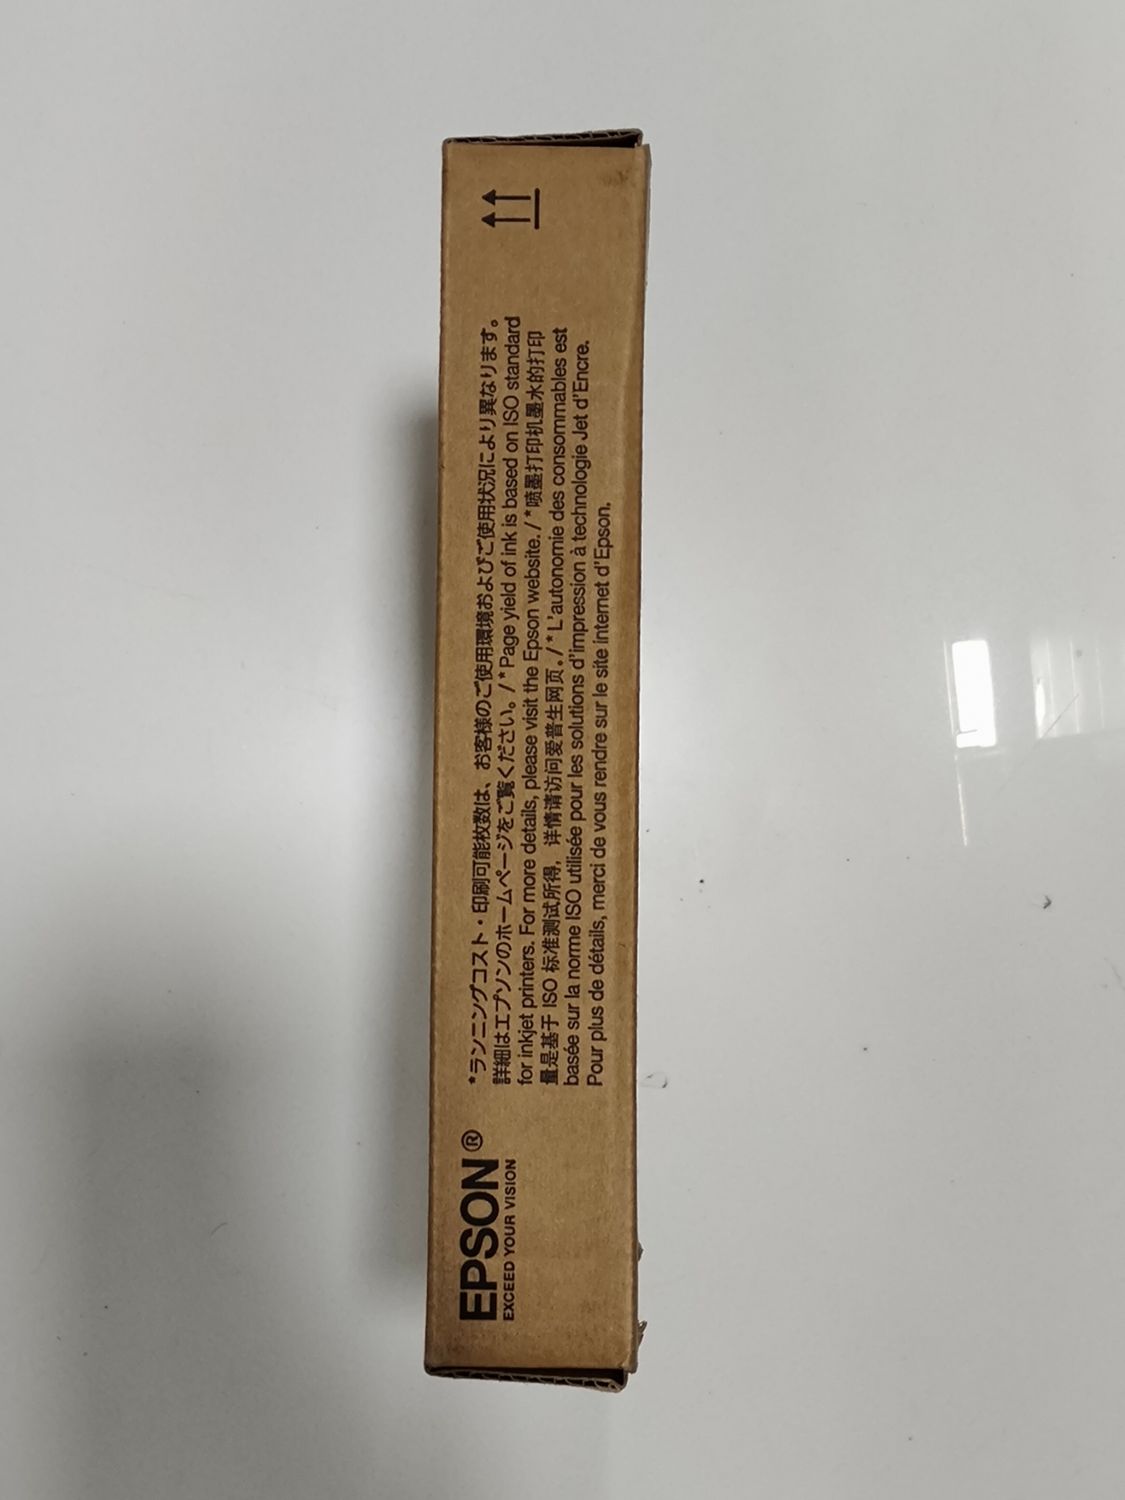 EPSON®
EXCEED YOUR VISION
*ランニングコスト・印刷可能枚数は、お客様のご使用環境およびご使用状況により異なります。
詳細はエプソンのホームページをご覧ください。/ * Page yield of ink is based on ISO standard
for inkjet printers. For more details, please visit the Epson website. / * 喷墨打印机墨水的打印
量是基于 ISO 标准测试所得，详情请访问爱普生网页。/ * L'autonomie des consommables est
basée sur la norme ISO utilisée pour les solutions d'impression à technologie Jet d'Encre.
Pour plus de détails, merci de vous rendre sur le site internet d'Epson.